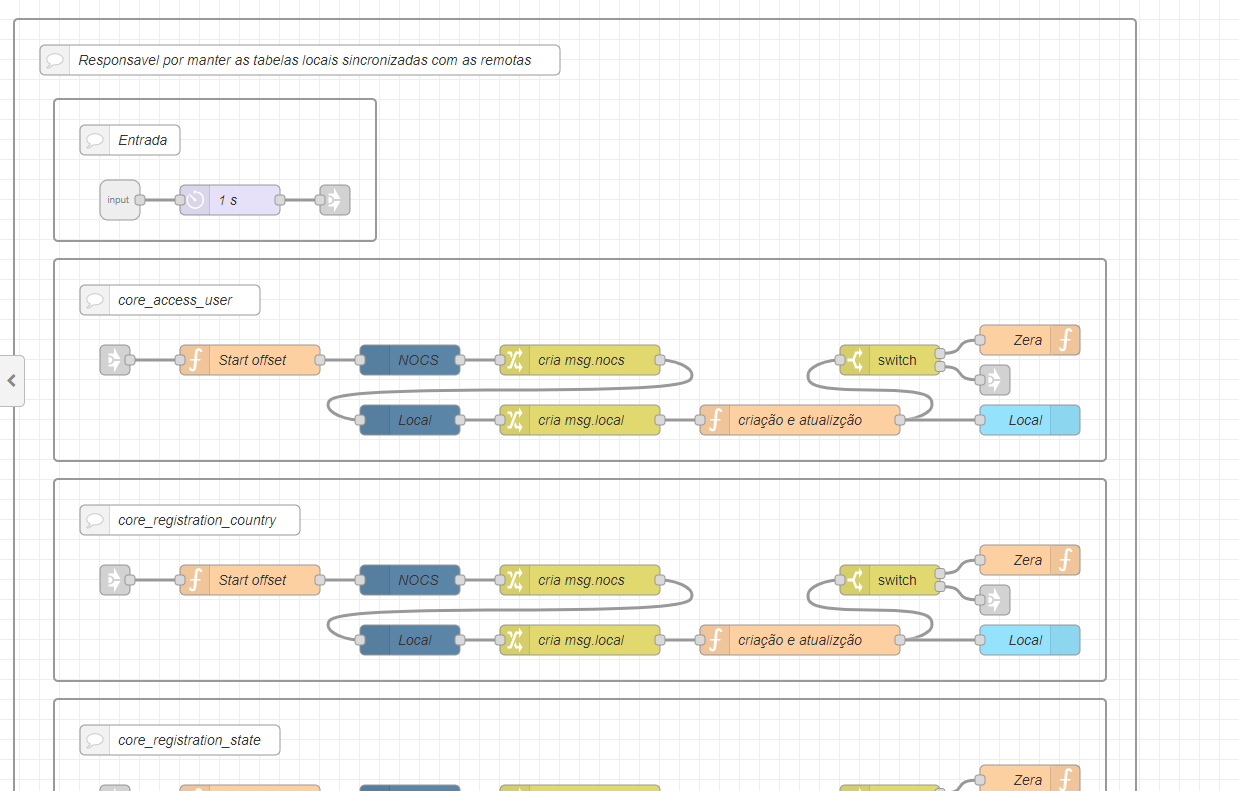 Responsavel por manter as tabelas locais sincronizadas com as remotas
Entrada
input
1 s
core_access_user
Start offset
NOCS
cria msg.nocs
switch
Zera
Local
cria msg.local
criação e atualizção
Local
core_registration_country
Start offset
NOCS
cria msg.nocs
switch
Zera
Local
cria msg.local
criação e atualizção
Local
core_registration_state
Zera